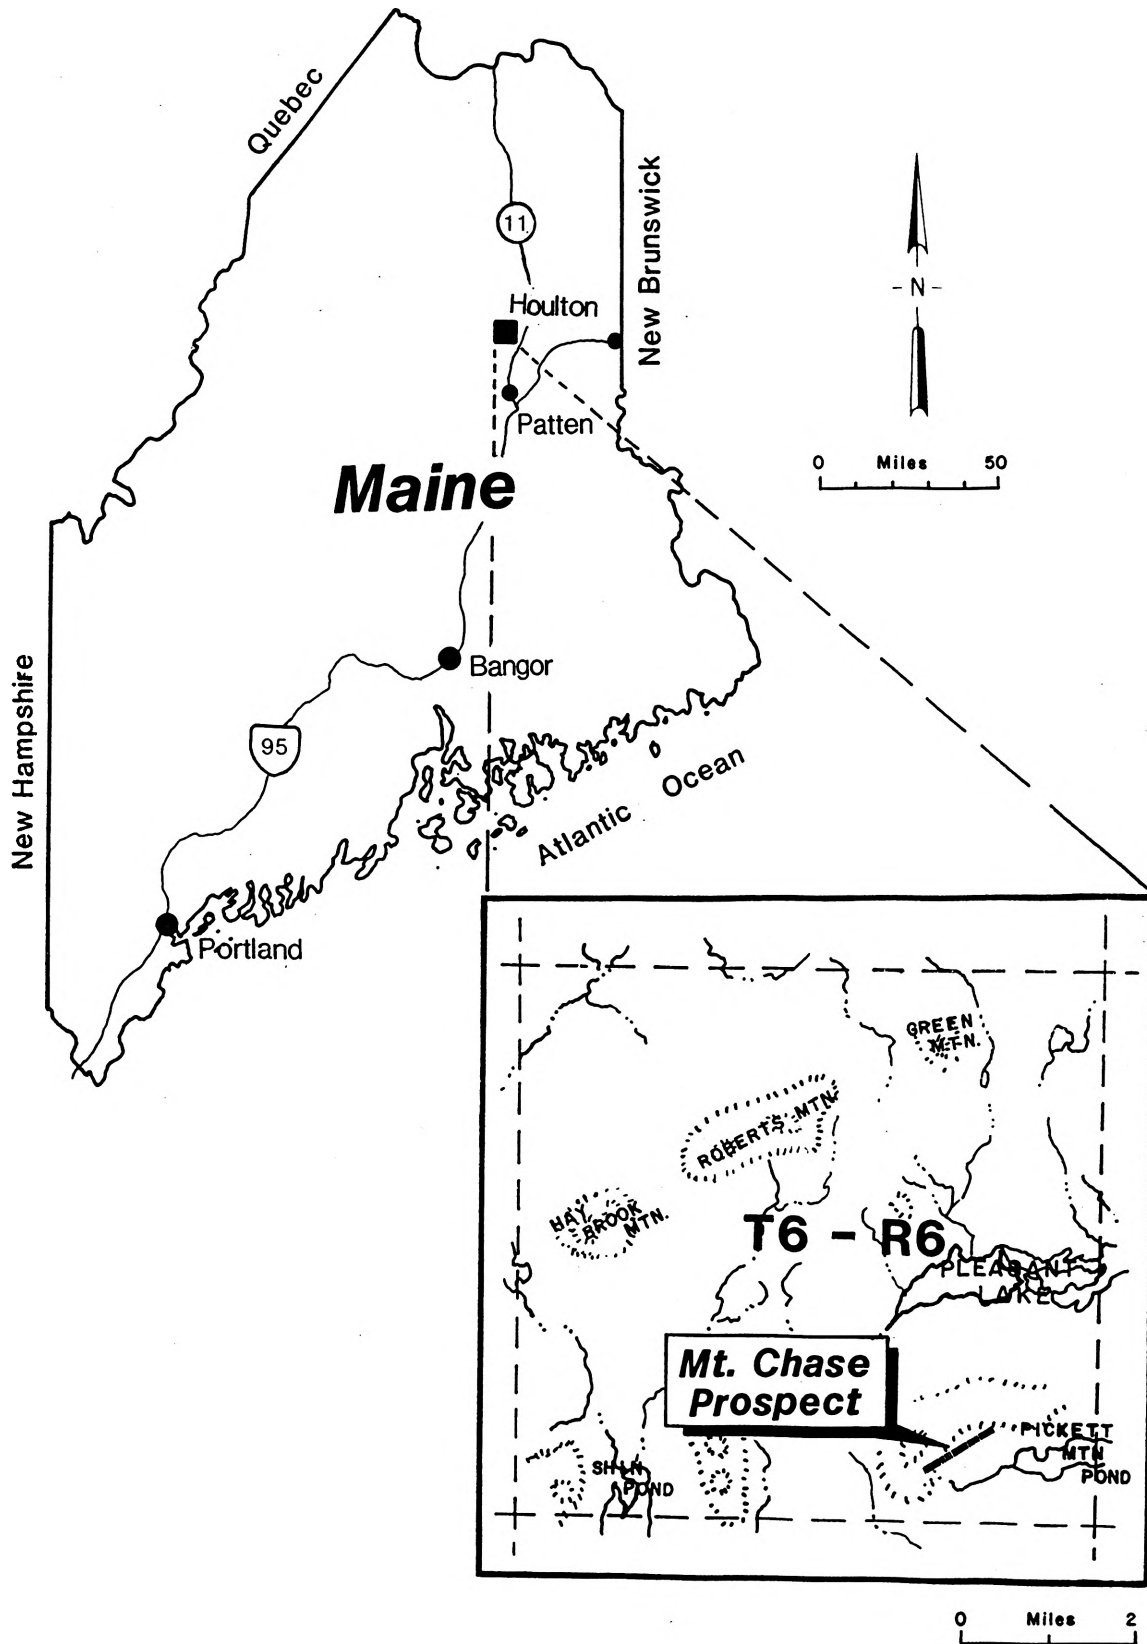 Quebec
New Brunswick
11
- N -
Houlton
Patten
0 Miles 50
Maine
New Hampshire
Bangor
95
Atlantic Ocean
Portland
GREEN
MTN.
ROBERTS MTN.
HAY
BROOK
MTN.
T6 - R6
PLEASANT
LAKE
Mt. Chase
Prospect
PICKETT
MTN
POND
SHIN
POND
0 Miles 2